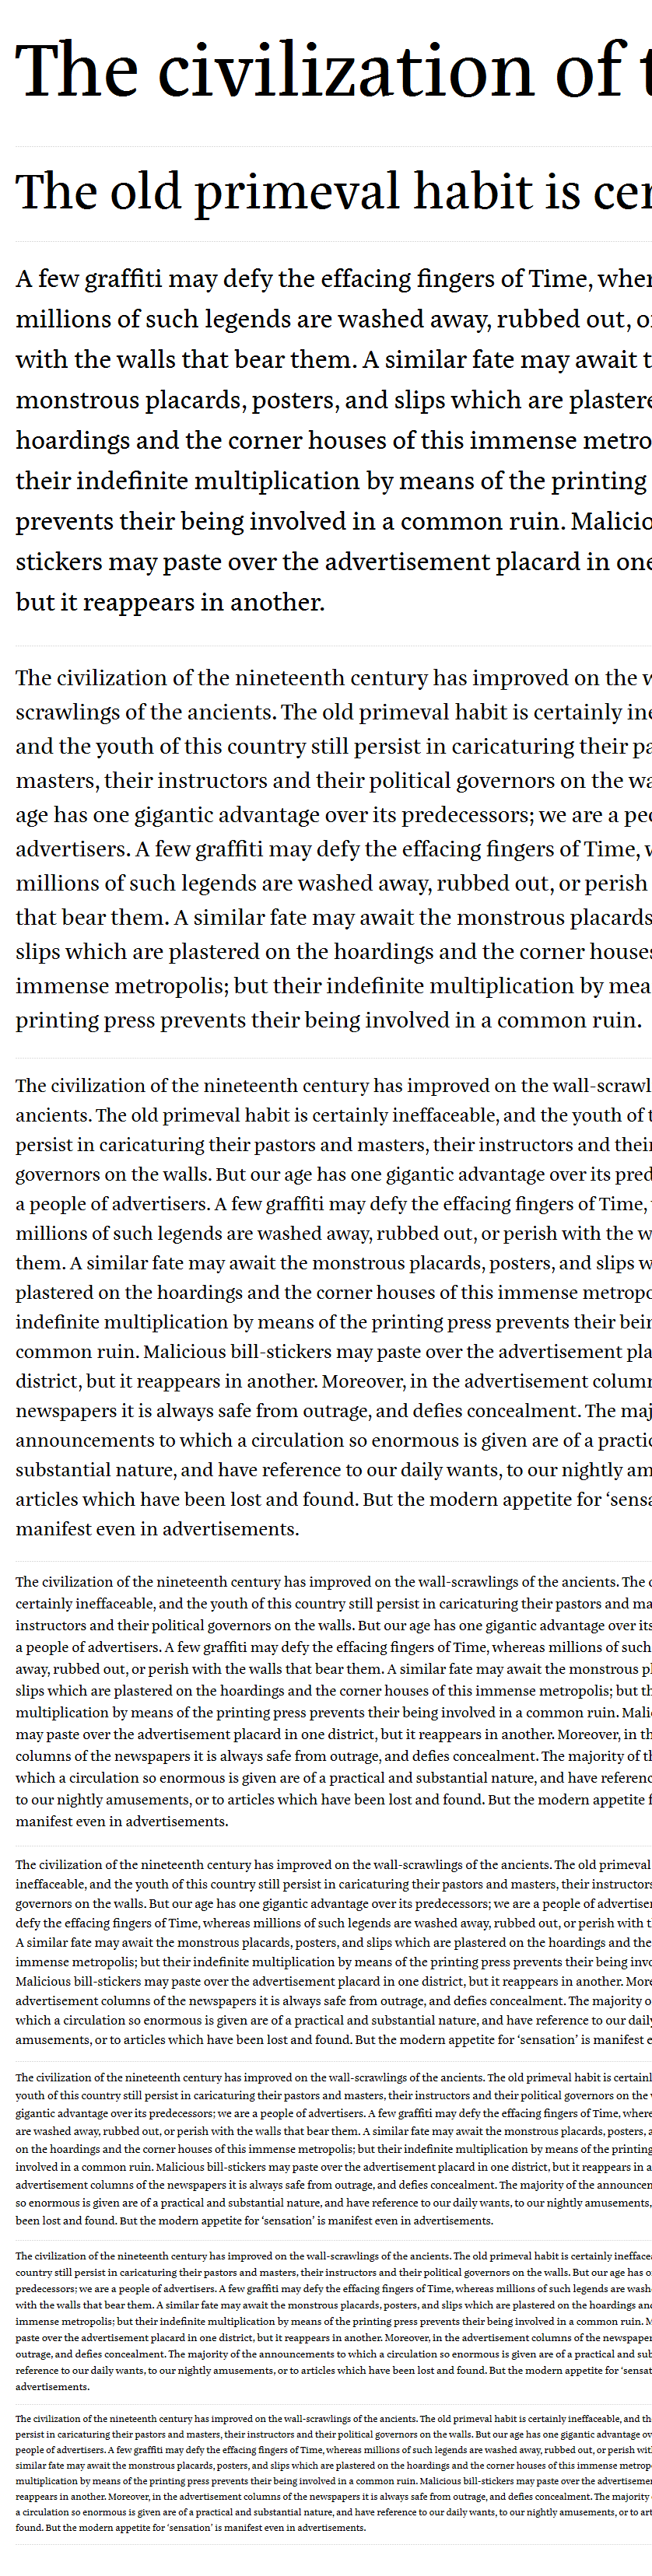 The civilization of t
The old primeval habit is cer
A few graffiti may defy the effacing fingers of Time, wher
millions of such legends are washed away, rubbed out, o
with the walls that bear them. A similar fate may await t
monstrous placards, posters, and slips which are plastere
hoardings and the corner houses of this immense metro
their indefinite multiplication by means of the printing
prevents their being involved in a common ruin. Malicio
stickers may paste over the advertisement placard in one
but it reappears in another.
The civilization of the nineteenth century has improved on the w
scrawlings of the ancients. The old primeval habit is certainly ine
and the youth of this country still persist in caricaturing their pa
masters, their instructors and their political governors on the wa
age has one gigantic advantage over its predecessors; we are a peo
advertisers. A few graffiti may defy the effacing fingers of Time, w
millions of such legends are washed away, rubbed out, or perish
that bear them. A similar fate may await the monstrous placards
slips which are plastered on the hoardings and the corner houses
immense metropolis; but their indefinite multiplication by mea
printing press prevents their being involved in a common ruin.
The civilization of the nineteenth century has improved on the wall-scrawl
ancients. The old primeval habit is certainly ineffaceable, and the youth of t
persist in caricaturing their pastors and masters, their instructors and their
governors on the walls. But our age has one gigantic advantage over its pred
a people of advertisers. A few graffiti may defy the effacing fingers of Time,
millions of such legends are washed away, rubbed out, or perish with the w
them. A similar fate may await the monstrous placards, posters, and slips w
plastered on the hoardings and the corner houses of this immense metropo
indefinite multiplication by means of the printing press prevents their bein
common ruin. Malicious bill-stickers may paste over the advertisement pla
district, but it reappears in another. Moreover, in the advertisement column
newspapers it is always safe from outrage, and defies concealment. The maj
announcements to which a circulation so enormous is given are of a practic
substantial nature, and have reference to our daily wants, to our nightly am
articles which have been lost and found. But the modern appetite for ‘sensa
manifest even in advertisements.
The civilization of the nineteenth century has improved on the wall-scrawlings of the ancients. The o
certainly ineffaceable, and the youth of this country still persist in caricaturing their pastors and ma
instructors and their political governors on the walls. But our age has one gigantic advantage over its
a people of advertisers. A few graffiti may defy the effacing fingers of Time, whereas millions of such
away, rubbed out, or perish with the walls that bear them. A similar fate may await the monstrous pl
slips which are plastered on the hoardings and the corner houses of this immense metropolis; but th
multiplication by means of the printing press prevents their being involved in a common ruin. Malic
may paste over the advertisement placard in one district, but it reappears in another. Moreover, in th
columns of the newspapers it is always safe from outrage, and defies concealment. The majority of th
which a circulation so enormous is given are of a practical and substantial nature, and have referenc
to our nightly amusements, or to articles which have been lost and found. But the modern appetite f
manifest even in advertisements.
The civilization of the nineteenth century has improved on the wall-scrawlings of the ancients. The old primeval
ineffaceable, and the youth of this country still persist in caricaturing their pastors and masters, their instructors
governors on the walls. But our age has one gigantic advantage over its predecessors; we are a people of advertiser
defy the effacing fingers of Time, whereas millions of such legends are washed away, rubbed out, or perish with t
A similar fate may await the monstrous placards, posters, and slips which are plastered on the hoardings and the
immense metropolis; but their indefinite multiplication by means of the printing press prevents their being invo
Malicious bill-stickers may paste over the advertisement placard in one district, but it reappears in another. More
advertisement columns of the newspapers it is always safe from outrage, and defies concealment. The majority o
which a circulation so enormous is given are of a practical and substantial nature, and have reference to our daily
amusements, or to articles which have been lost and found. But the modern appetite for ‘sensation’ is manifest e
The civilization of the nineteenth century has improved on the wall-scrawlings of the ancients. The old primeval habit is certainl
youth of this country still persist in caricaturing their pastors and masters, their instructors and their political governors on the w
gigantic advantage over its predecessors; we are a people of advertisers. A few graffiti may defy the effacing fingers of Time, where
are washed away, rubbed out, or perish with the walls that bear them. A similar fate may await the monstrous placards, posters, a
on the hoardings and the corner houses of this immense metropolis; but their indefinite multiplication by means of the printing
involved in a common ruin. Malicious bill-stickers may paste over the advertisement placard in one district, but it reappears in a
advertisement columns of the newspapers it is always safe from outrage, and defies concealment. The majority of the announcem
so enormous is given are of a practical and substantial nature, and have reference to our daily wants, to our nightly amusements,
been lost and found. But the modern appetite for ‘sensation’ is manifest even in advertisements.
The civilization of the nineteenth century has improved on the wall-scrawlings of the ancients. The old primeval habit is certainly ineffacea
country still persist in caricaturing their pastors and masters, their instructors and their political governors on the walls. But our age has o
predecessors; we are a people of advertisers. A few graffiti may defy the effacing fingers of Time, whereas millions of such legends are wash
with the walls that bear them. A similar fate may await the monstrous placards, posters, and slips which are plastered on the hoardings and
immense metropolis; but their indefinite multiplication by means of the printing press prevents their being involved in a common ruin. M
paste over the advertisement placard in one district, but it reappears in another. Moreover, in the advertisement columns of the newspaper
outrage, and defies concealment. The majority of the announcements to which a circulation so enormous is given are of a practical and sub
reference to our daily wants, to our nightly amusements, or to articles which have been lost and found. But the modern appetite for ‘sensat
advertisements.
The civilization of the nineteenth century has improved on the wall-scrawlings of the ancients. The old primeval habit is certainly ineffaceable, and th
persist in caricaturing their pastors and masters, their instructors and their political governors on the walls. But our age has one gigantic advantage ov
people of advertisers. A few graffiti may defy the effacing fingers of Time, whereas millions of such legends are washed away, rubbed out, or perish wit
similar fate may await the monstrous placards, posters, and slips which are plastered on the hoardings and the corner houses of this immense metrop
multiplication by means of the printing press prevents their being involved in a common ruin. Malicious bill-stickers may paste over the advertiseme
reappears in another. Moreover, in the advertisement columns of the newspapers it is always safe from outrage, and defies concealment. The majority
a circulation so enormous is given are of a practical and substantial nature, and have reference to our daily wants, to our nightly amusements, or to art
found. But the modern appetite for ‘sensation’ is manifest even in advertisements.